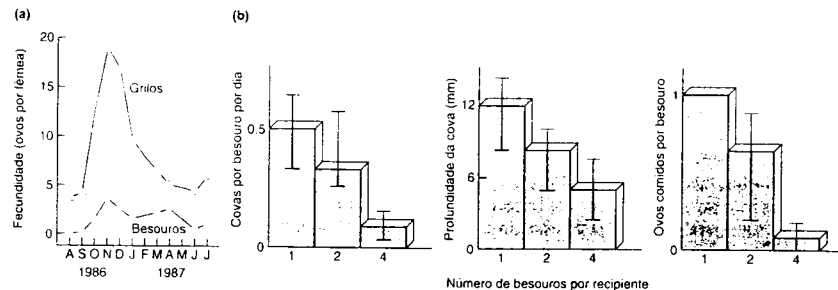 (a)
Fecundidade (ovos por fêmea)
20
15
10
5
0
Grilos
Besouros
A S O N D J F M A M J J
1986 1987
(b)
Covas por besouro por dia
0.5
0
1 2 4
Profundidade da cova (mm)
12
6
0
1 2 4
Ovos comidos por besouro
1
0
1 2 4
Número de besouros por recipiente